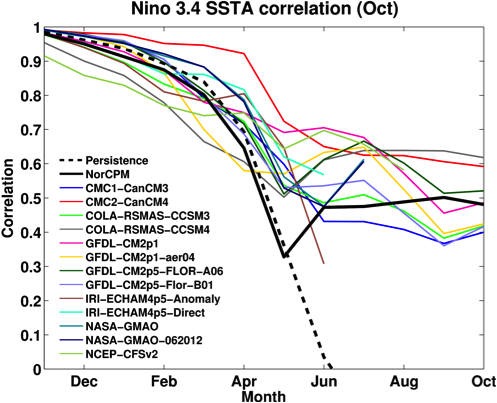 Nino 3.4 SSTA correlation (Oct)
1
0.9
0.8
0.7
0.6
0.5
0.4
0.3
0.2
0.1
0
Correlation
Persistence
NorCPM
CMC1-CanCM3
CMC2-CanCM4
COLA-RSMAS-CCSM3
COLA-RSMAS-CCSM4
GFDL-CM2p1
GFDL-CM2p1-aer04
GFDL-CM2p5-FLOR-A06
GFDL-CM2p5-Flor-B01
IRI-ECHAM4p5-Anomaly
IRI-ECHAM4p5-Direct
NASA-GMAO
NASA-GMAO-062012
NCEP-CFSv2
Dec Feb Apr Jun Aug Oct
Month